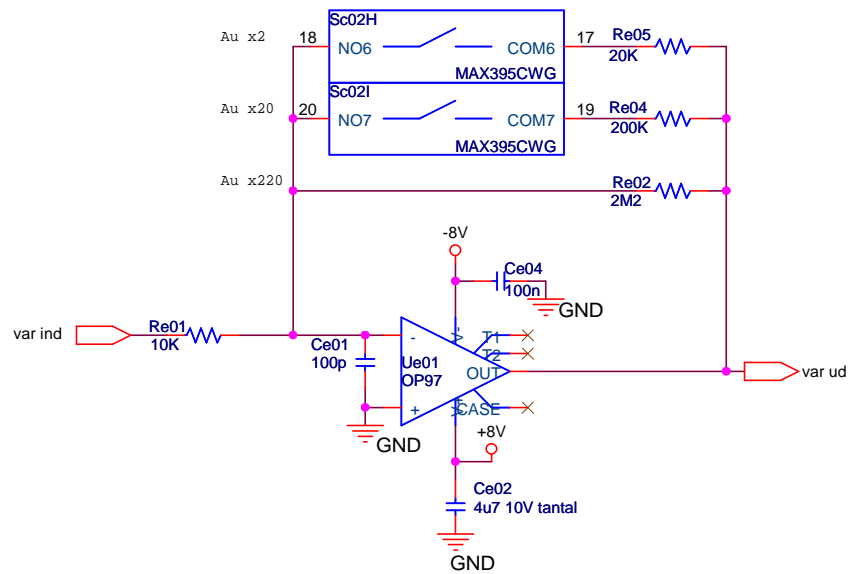 Sc02H
Au x2
18
NO6
COM6
17
Re05
20K
MAX395CWG
Sc02I
Au x20
20
NO7
COM7
19
Re04
200K
MAX395CWG
Au x220
Re02
2M2
-8V
Ce04
100n
GND
var ind
Re01
10K
Ce01
100p
-
+
Ue01
OP97
V-
T1
T2
OUT
CASE
V+
var ud
GND
+8V
Ce02
4u7 10V tantal
GND